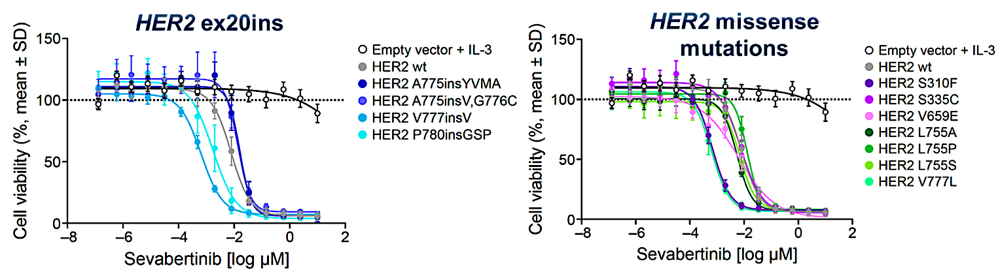 HER2 ex20ins
Cell viability (%, mean ± SD)
150
100
50
0
–8
–6
–4
–2
0
2
Sevabertinib [log µM]
Empty vector + IL-3
HER2 wt
HER2 A775insYVMA
HER2 A775insV,G776C
HER2 V777insV
HER2 P780insGSP
HER2 missense
mutations
Cell viability (%, mean ± SD)
150
100
50
0
–8
–6
–4
–2
0
2
Sevabertinib [log µM]
Empty vector + IL-3
HER2 wt
HER2 S310F
HER2 S335C
HER2 V659E
HER2 L755A
HER2 L755P
HER2 L755S
HER2 V777L